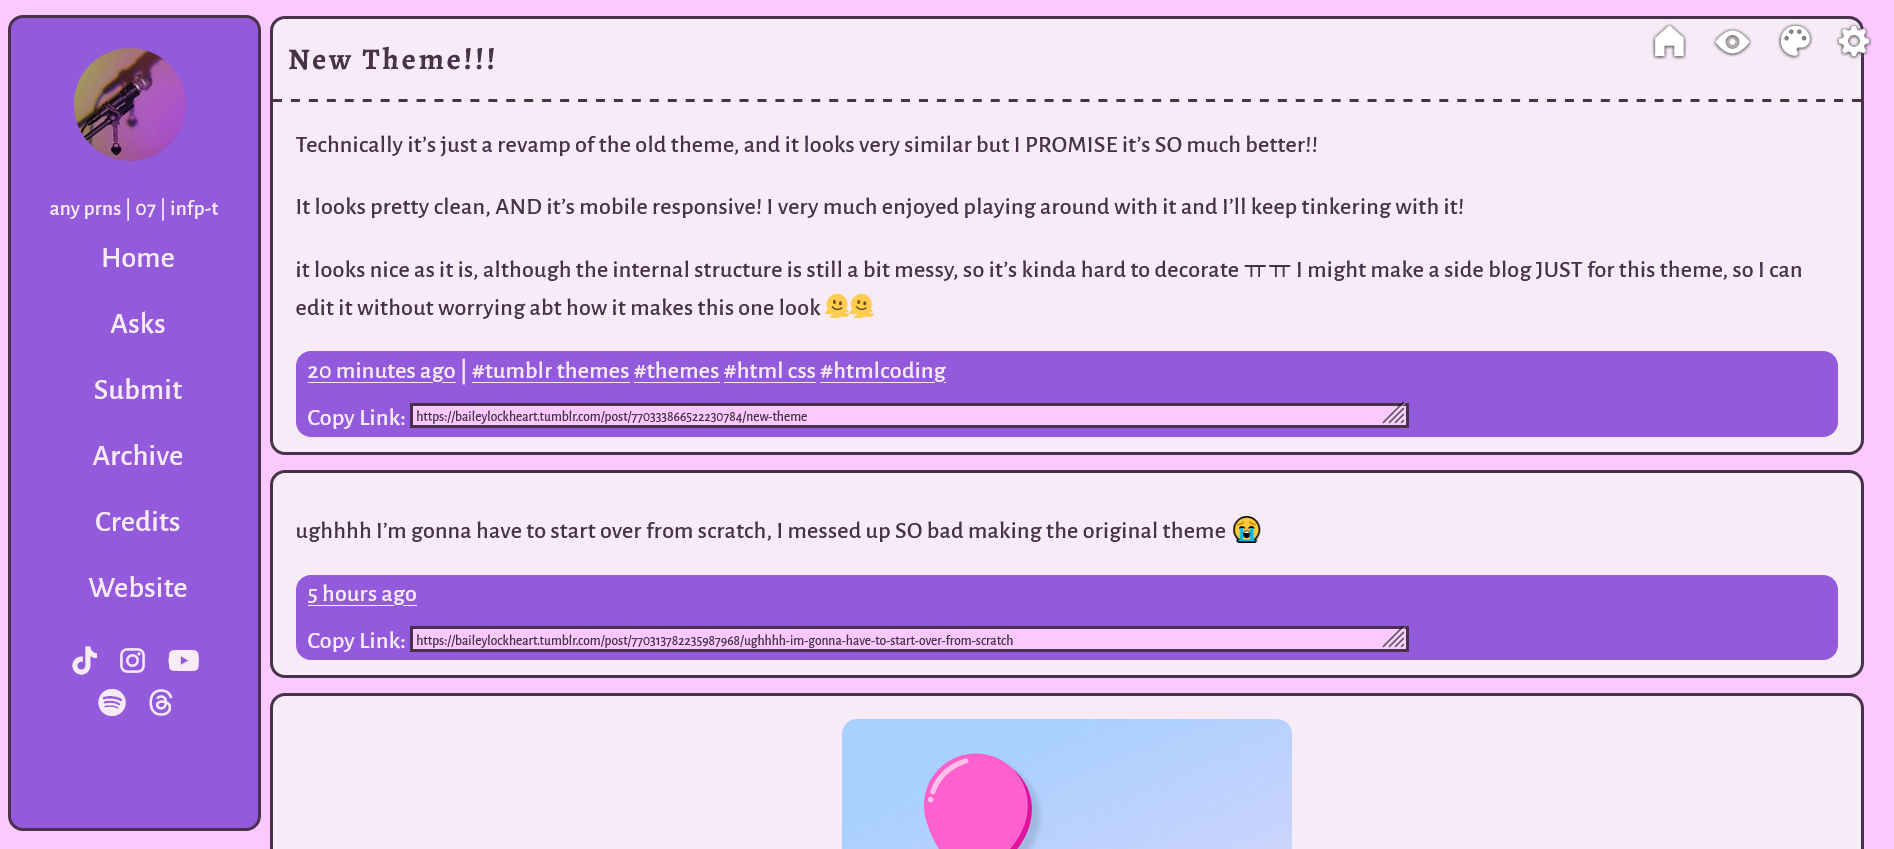 any prns | 07 | infp-t
Home
Asks
Submit
Archive
Credits
Website
New Theme!!!
Technically it’s just a revamp of the old theme, and it looks very similar but I PROMISE it’s SO much better!!
It looks pretty clean, AND it’s mobile responsive! I very much enjoyed playing around with it and I’ll keep tinkering with it!
it looks nice as it is, although the internal structure is still a bit messy, so it’s kinda hard to decorate ㅠㅠ I might make a side blog JUST for this theme, so I can
edit it without worrying abt how it makes this one look 🫠🫠
20 minutes ago | #tumblr themes #themes #html css #htmlcoding
Copy Link: https://baileylockheart.tumblr.com/post/770333866522230784/new-theme
ughhhh I’m gonna have to start over from scratch, I messed up SO bad making the original theme 😭
5 hours ago
Copy Link: https://baileylockheart.tumblr.com/post/770313782235987968/ughhhh-im-gonna-have-to-start-over-from-scratch